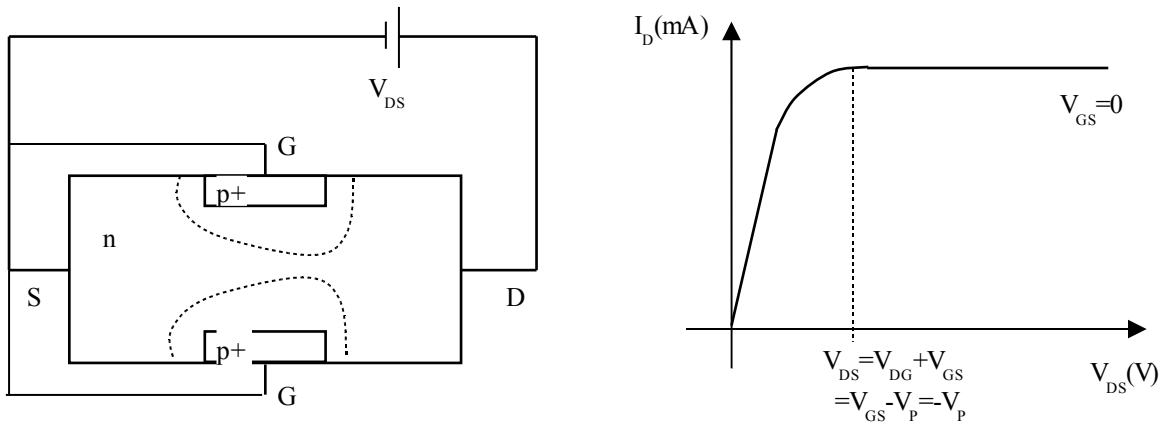 V_DS
G
p+
n
S
D
p+
G
I_D(mA)
V_GS=0
V_DS=V_DG+V_GS
=V_GS-V_P=-V_P
V_DS(V)